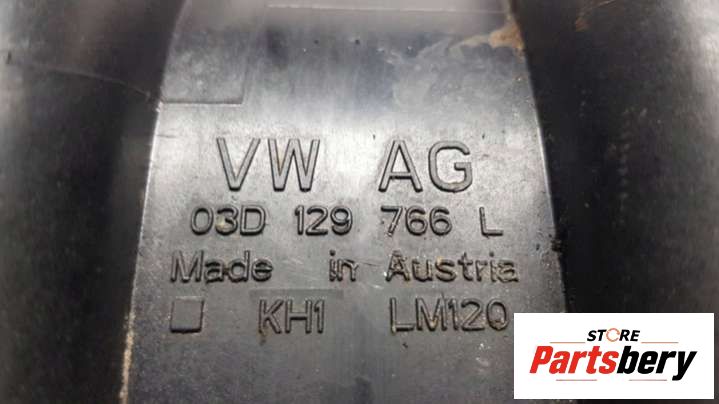 VW AG
03D 129 766 L
Made in Austria
KH1 LM120
STORE
Partsbery